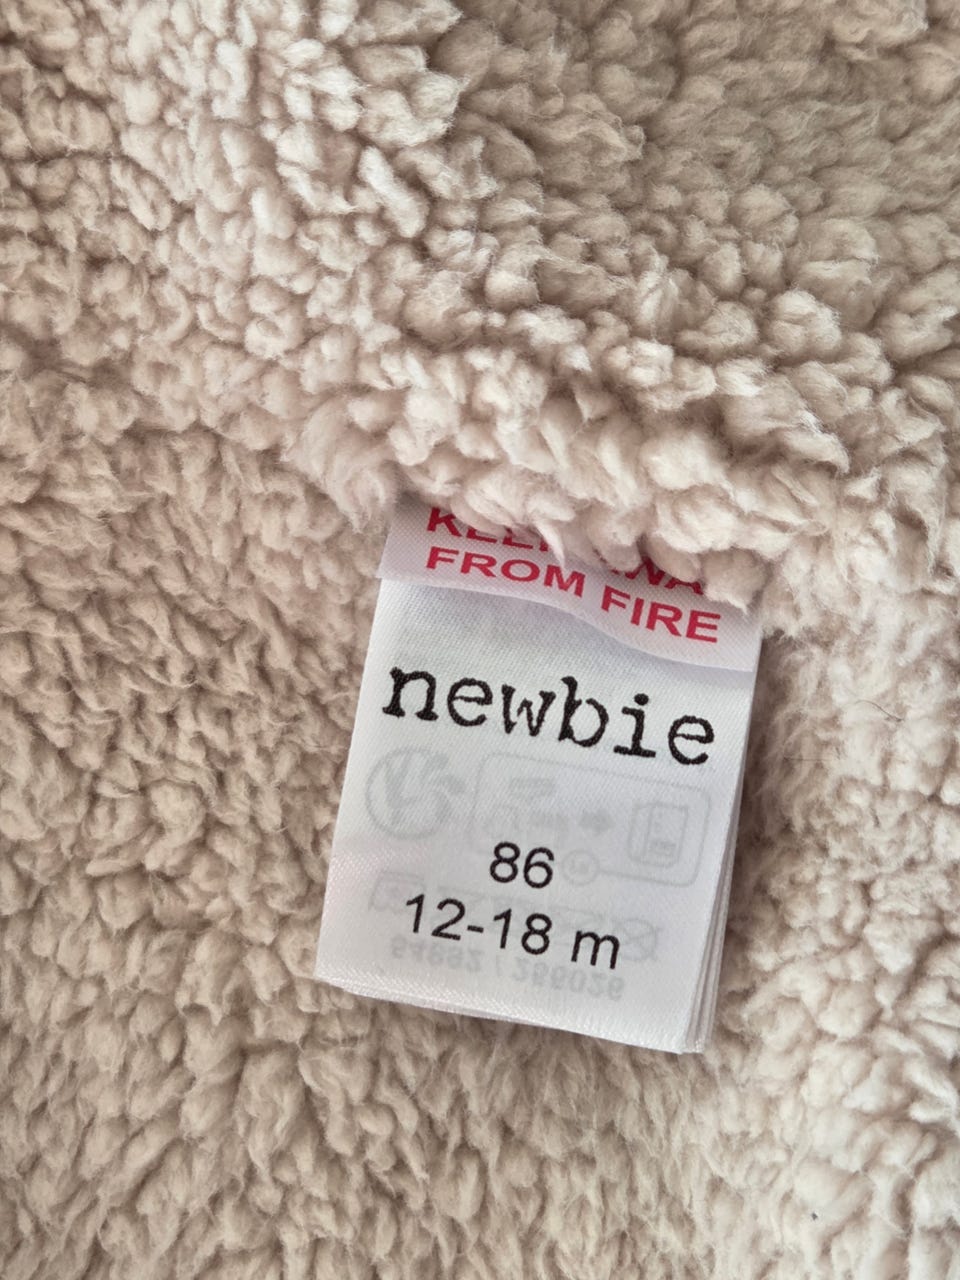 FROM FIRE
newbie
86
12-18 m